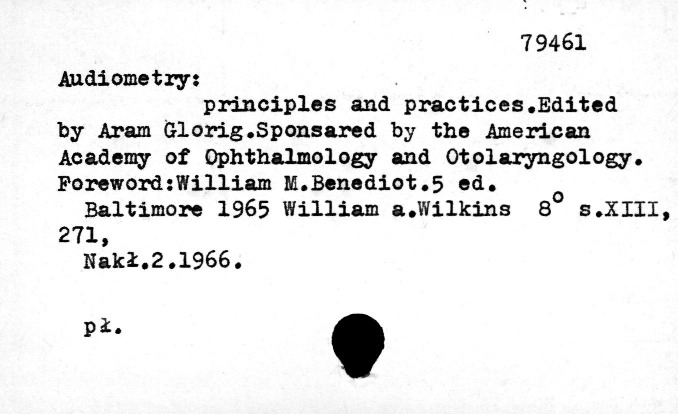 79461
Audiometry:
principles and practices.Edited
by Aram Glorig.Sponsared by the American
Academy of Ophthalmology and Otolaryngology.
Foreword:William M.Benediot.5 ed.
Baltimore 1965 William a.Wilkins 8° s.XIII,
271,
Nakł.2.1966.
pł.